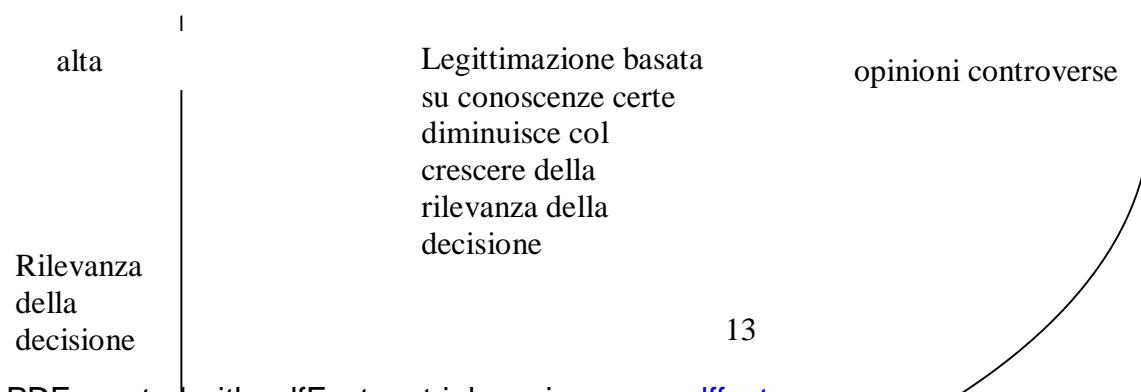 alta
Legittimazione basata
su conoscenze certe
diminuisce col
crescere della
rilevanza della
decisione
opinioni controverse
Rilevanza
della
decisione
13